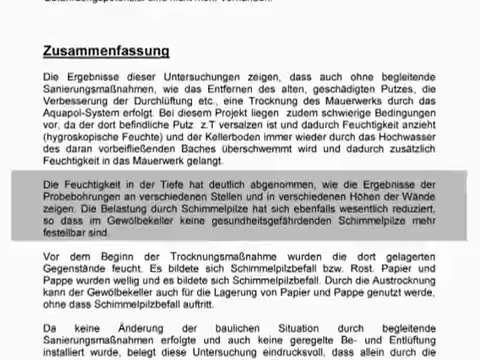 Zusammenfassung
Die Ergebnisse dieser Untersuchungen zeigen, dass auch ohne begleitende
Sanierungsmaßnahmen, wie das Entfernen des alten, geschädigten Putzes, die
Verbesserung der Durchlüftung etc., eine Trocknung des Mauerwerks durch das
Aquapol-System erfolgt. Bei diesem Projekt liegen zudem schwierige Bedingungen
vor, da der dort befindliche Putz z.T versalzen ist und dadurch Feuchtigkeit anzieht
(hygroskopische Feuchte) und der Kellerboden immer wieder durch das Hochwasser
des daran vorbeifließenden Baches überschwemmt wird und dadurch zusätzlich
Feuchtigkeit in das Mauerwerk gelangt.
Die Feuchtigkeit in der Tiefe hat deutlich abgenommen, wie die Ergebnisse der
Probebohrungen an verschiedenen Stellen und in verschiedenen Höhen der Wände
zeigen. Die Belastung durch Schimmelpilze hat sich ebenfalls wesentlich reduziert,
so dass im Gewölbekeller keine gesundheitsgefährdenden Schimmelpilze mehr
feststellbar sind.
Vor dem Beginn der Trocknungsmaßnahme wurden die dort gelagerten
Gegenstände feucht. Es bildete sich Schimmelpilzbefall bzw. Rost. Papier und
Pappe wurden wellig und es bildete sich Schimmelpilzbefall. Durch die Austrocknung
kann der Gewölbekeller auch für die Lagerung von Papier und Pappe genutzt werde,
ohne dass Schimmelpilzbefall auftritt.
Da keine Änderung der baulichen Situation durch begleitende
Sanierungsmaßnahmen erfolgte und auch keine geregelte Be- und Entlüftung
installiert wurde, belegt diese Untersuchung eindrucksvoll, dass allein durch die